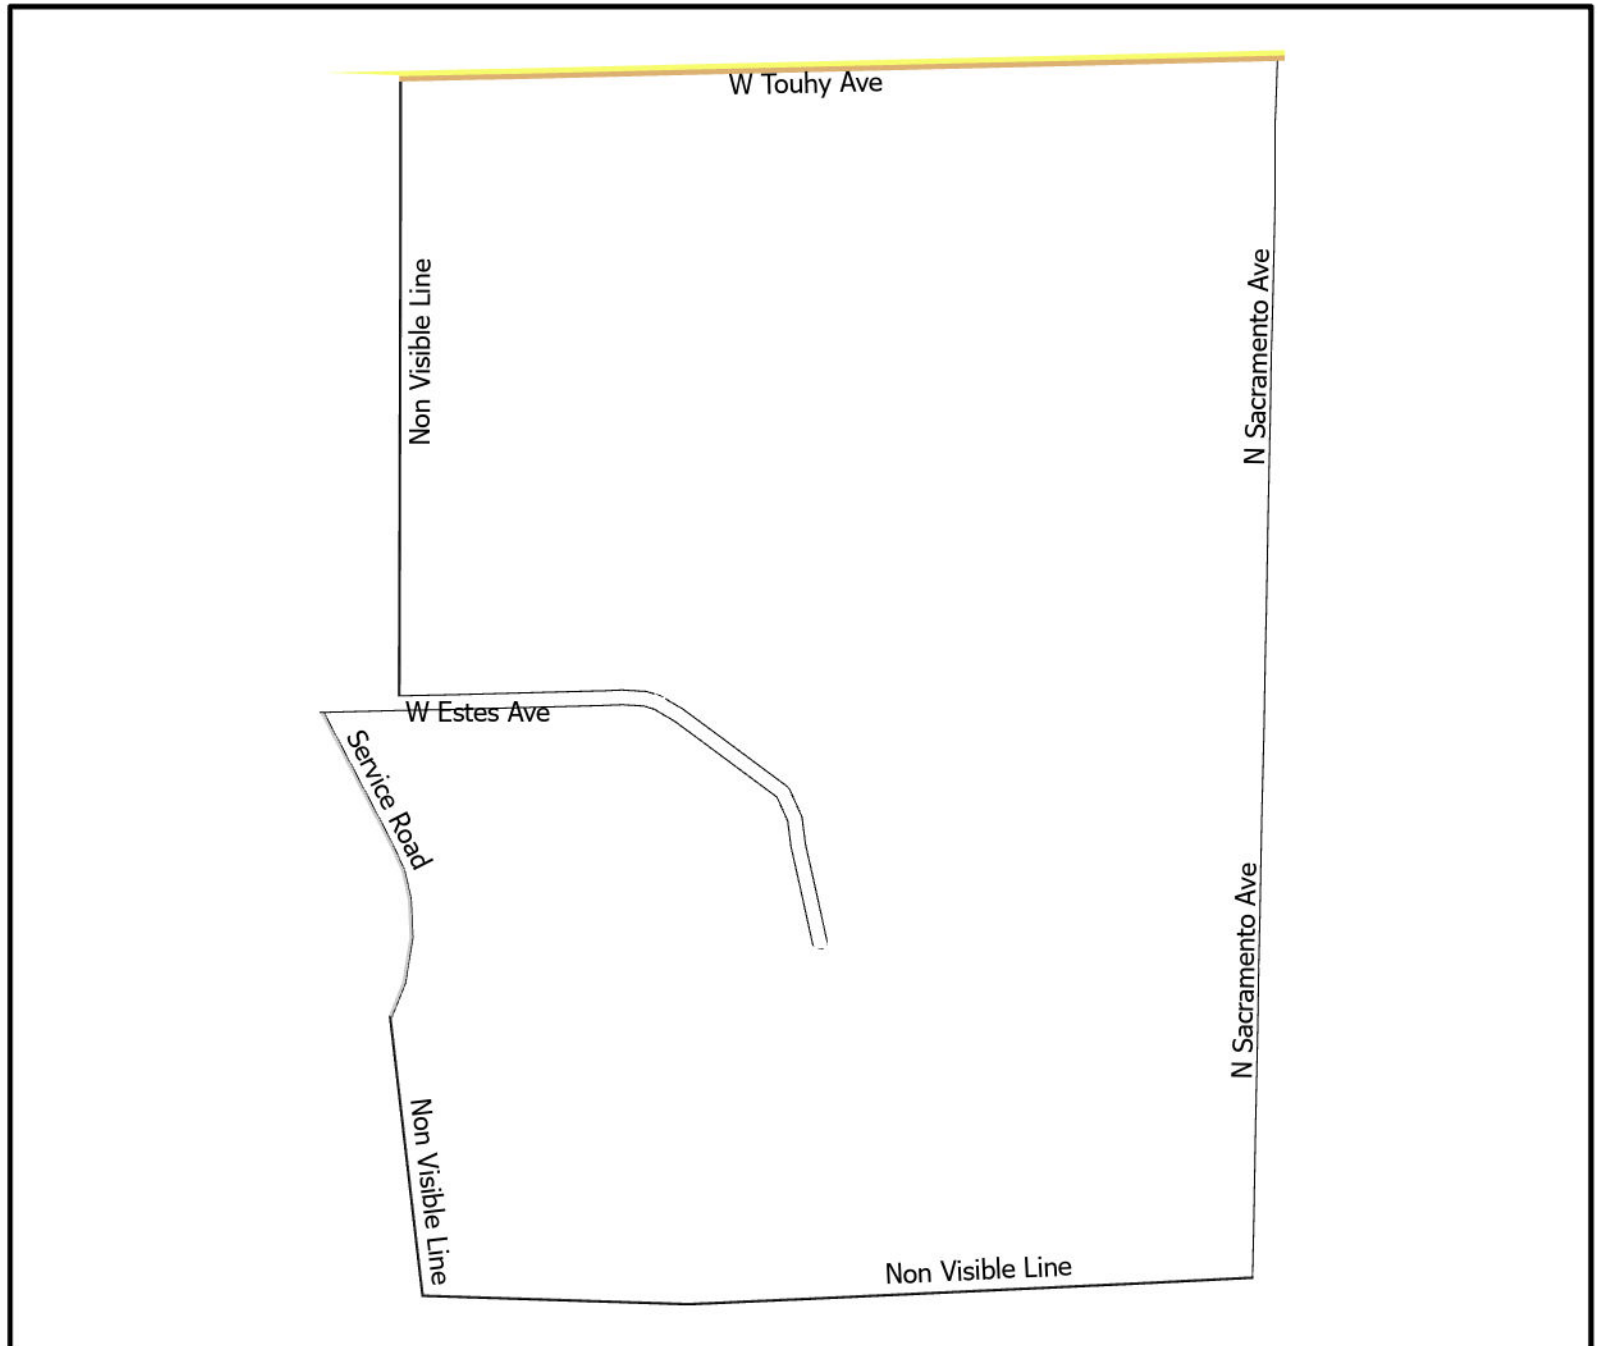 W Touhy Ave
Non Visible Line
N Sacramento Ave
W Estes Ave
Service Road
N Sacramento Ave
Non Visible Line
Non Visible Line